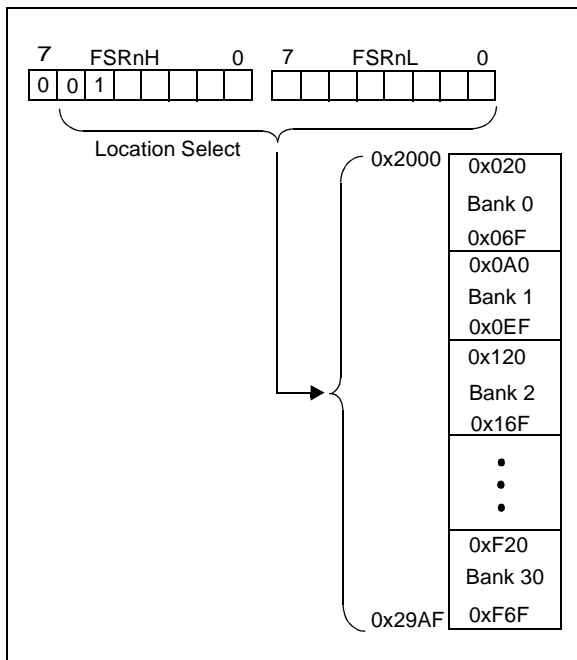 7 FSRnH 0 7 FSRnL 0
0 0 1
Location Select
0x2000
0x020
Bank 0
0x06F
0x0A0
Bank 1
0x0EF
0x120
Bank 2
0x16F
0xF20
Bank 30
0xF6F
0x29AF